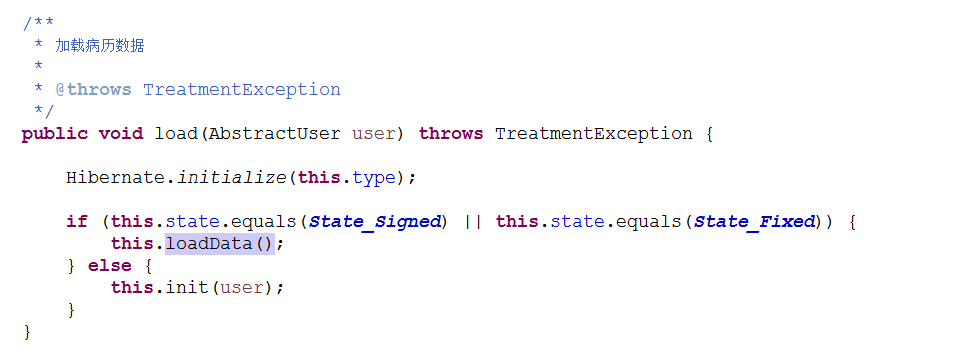 /**
 * 加载病历数据
 *
 * @throws TreatmentException
 */
public void load(AbstractUser user) throws TreatmentException {
    Hibernate.initialize(this.type);
    if (this.state.equals(State_Signed) || this.state.equals(State_Fixed)) {
        this.loadData();
    } else {
        this.init(user);
    }
}